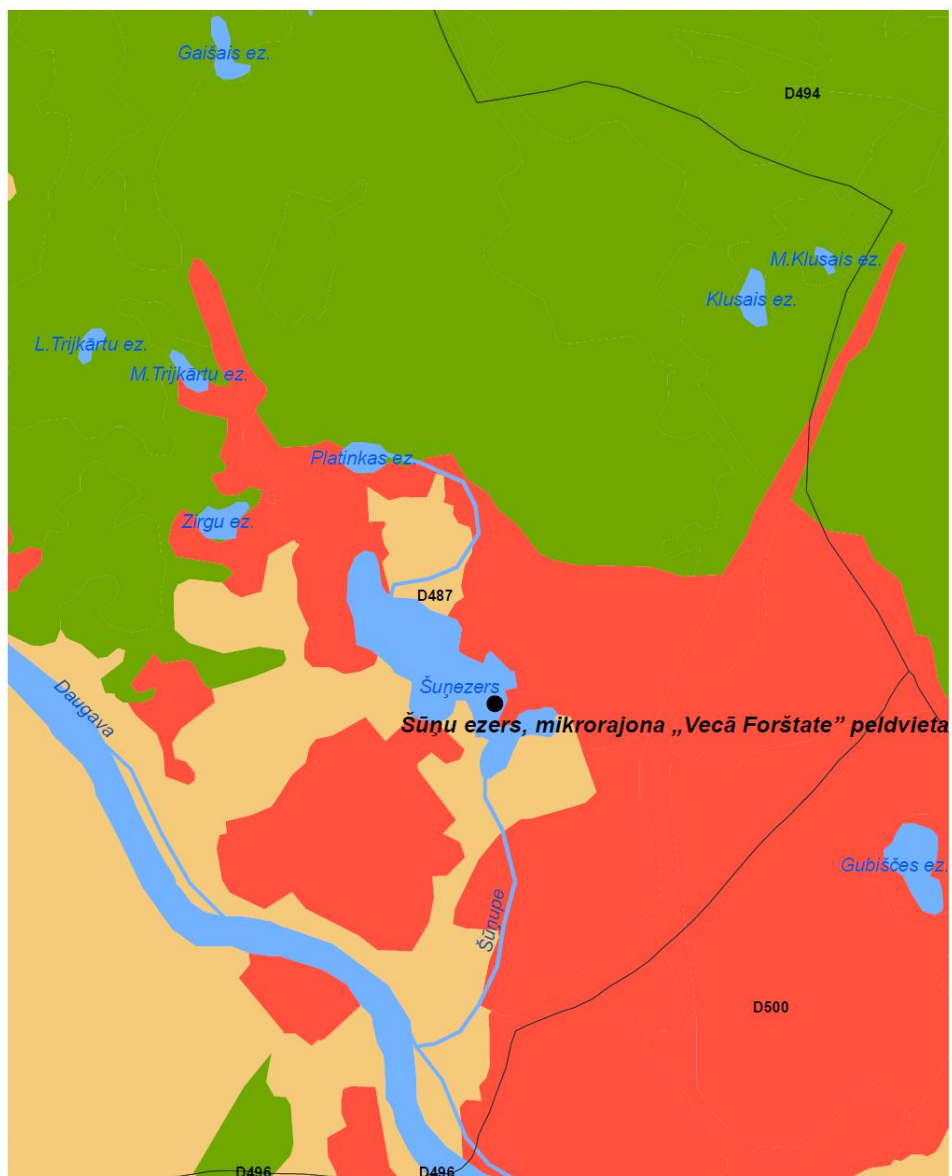 Gaišais ez.
D494
M.Klusais ez.
Klusais ez.
L.Trijkārtu ez.
M.Trijkārtu ez.
Platinkas ez.
Zirgu ez.
D487
Šuņezers
Daugava
Šūņu ezers, mikrorajona „Vecā Forštate” peldvieta
Gubiščes ez.
Šūņupe
D500
D496
D496